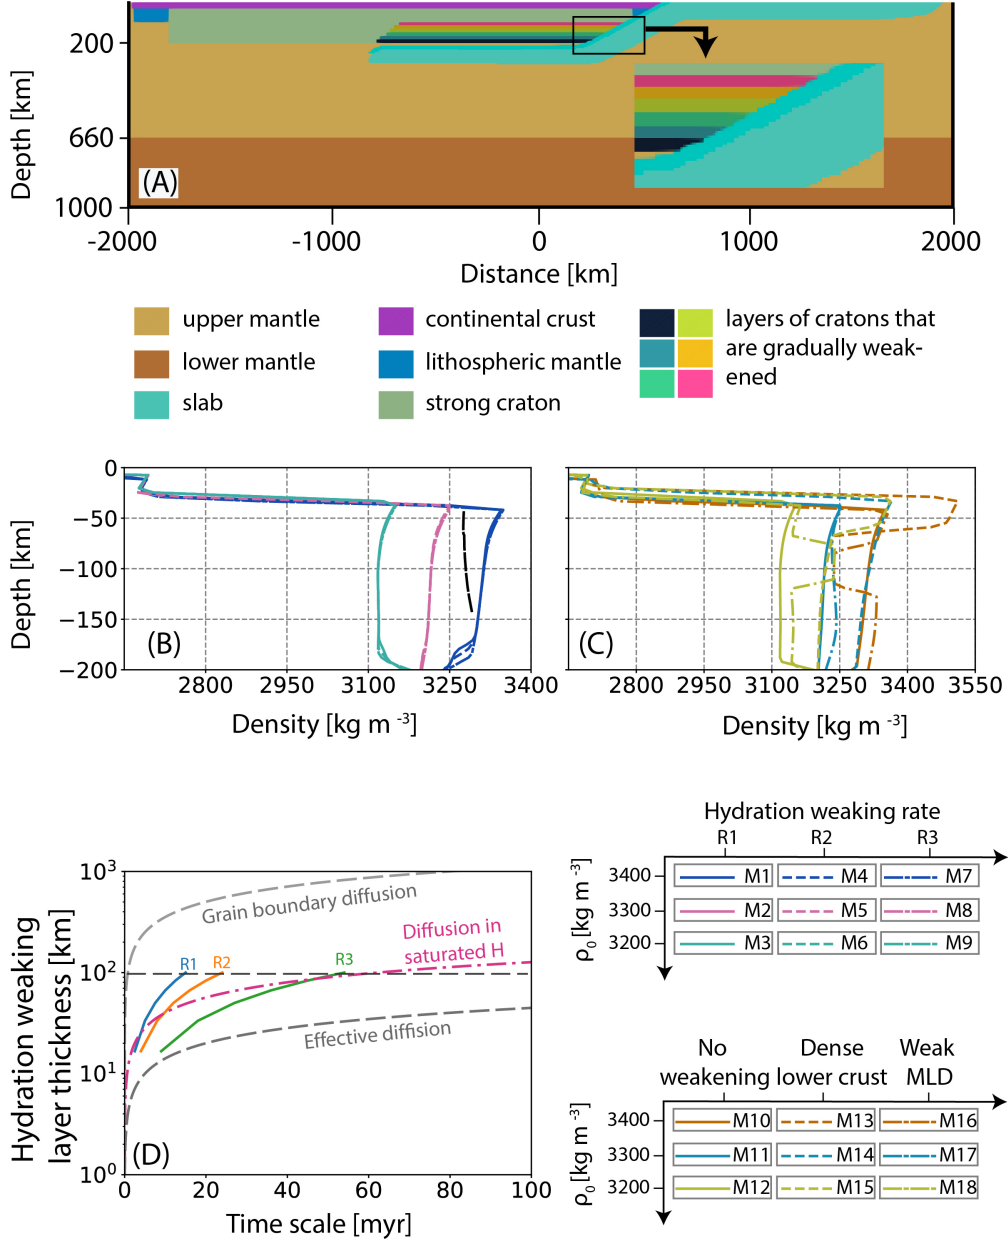 Depth [km]
200
660
1000
(A)
-2000
-1000
0
1000
2000
Distance [km]
upper mantle
continental crust
layers of cratons that
are gradually weak-
ened
lower mantle
lithospheric mantle
slab
strong craton
Depth [km]
0
−50
−100
−150
−200
(B)
2800
2950
3100
3250
3400
Density [kg m -3]
(C)
2800
2950
3100
3250
3400
3550
Density [kg m -3]
Hydration weaking
layer thickness [km]
10³
10²
10¹
10⁰
Grain boundary diffusion
Diffusion in
saturated H
R1
R2
R3
Effective diffision
(D)
0
20
40
60
80
100
Time scale [myr]
Hydration weaking rate
R1
R2
R3
ρ0 [kg m -3]
3400
M1
M4
M7
3300
M2
M5
M8
3200
M3
M6
M9
No
weakening
Dense
lower crust
Weak
MLD
ρ0 [kg m -3]
3400
M10
M13
M16
3300
M11
M14
M17
3200
M12
M15
M18